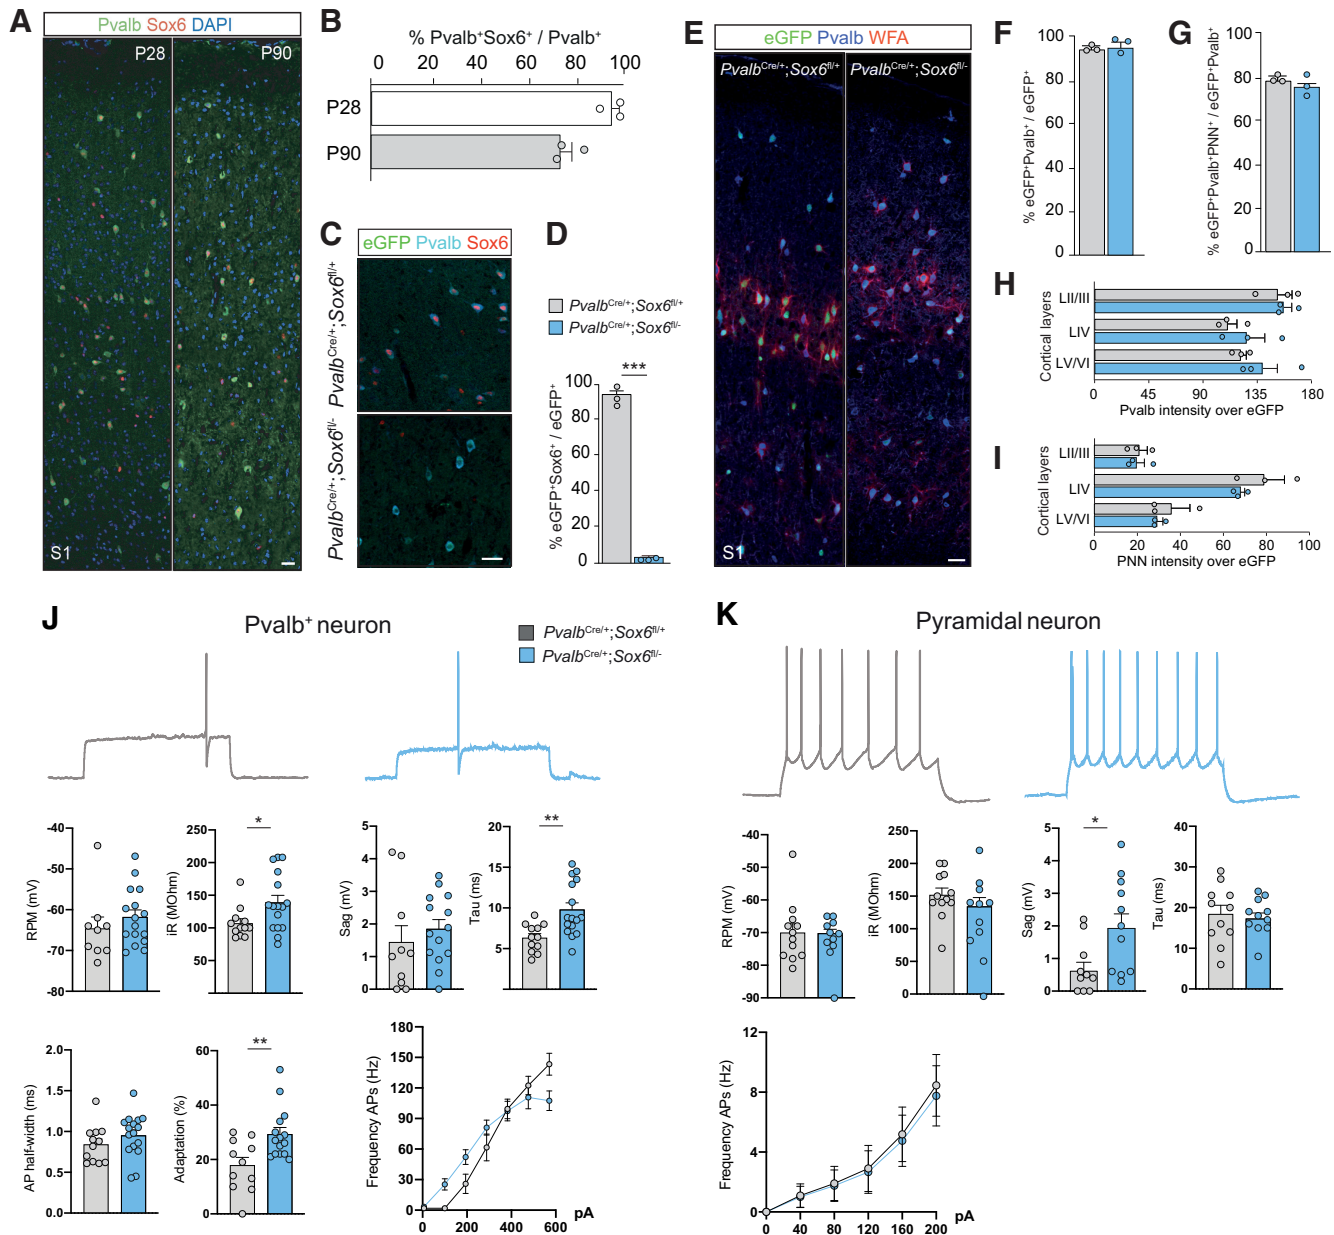 A
Pvalb Sox6 DAPI
P28
P90
S1
B
% Pvalb+Sox6+ / Pvalb+
0 20 40 60 80 100
P28
P90
C
eGFP Pvalb Sox6
PvalbCre/+;Sox6fl/+
PvalbCre/+;Sox6fl/-
D
PvalbCre/+;Sox6fl/+
PvalbCre/+;Sox6fl/-
***
% eGFP+Sox6+ / eGFP+
100
80
60
40
20
0
E
eGFP Pvalb WFA
PvalbCre/+;Sox6fl/+
PvalbCre/+;Sox6fl/-
S1
F
% eGFP+Pvalb+ / eGFP+
100
80
60
40
20
0
G
% eGFP+Pvalb+PNN+ / eGFP+Pvalb+
100
80
60
40
20
0
H
Cortical layers
LII/III
LIV
LV/VI
0 45 90 135 180
Pvalb intensity over eGFP
I
Cortical layers
LII/III
LIV
LV/VI
0 20 40 60 80 100
PNN intensity over eGFP
J
Pvalb+ neuron
PvalbCre/+;Sox6fl/+
PvalbCre/+;Sox6fl/-
RPM (mV)
-40
-50
-60
-70
-80
iR (MOhm)
250
200
150
100
50
*
Sag (mV)
5
4
3
2
1
0
Tau (ms)
20
15
10
5
**
AP half-width (ms)
2.0
1.5
1.0
0.5
0.0
Adaptation (%)
60
40
20
0
**
Frequency APs (Hz)
180
150
120
90
60
30
0
0 200 400 600 pA
K
Pyramidal neuron
RPM (mV)
-40
-50
-60
-70
-80
-90
iR (MOhm)
250
200
150
100
50
0
Sag (mV)
5
4
3
2
1
0
*
Tau (ms)
40
30
20
10
0
Frequency APs (Hz)
12
8
4
0
0 40 80 120 160 200 pA